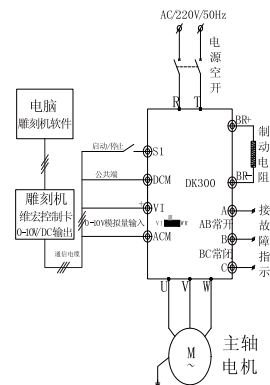 AC/220V/50Hz
电源空开
R T
电脑
雕刻机软件
BR+
制动电阻
BR-
启动/停止
S1
公共端
DCM
DK300
雕刻机
维宏控制卡
0-10V/DC输出
+
VI
0-10V模拟量输入
ACM
通信电缆
A
AB常开
B
BC常闭
C
接故障指示
U V W
M
~
主轴
电机